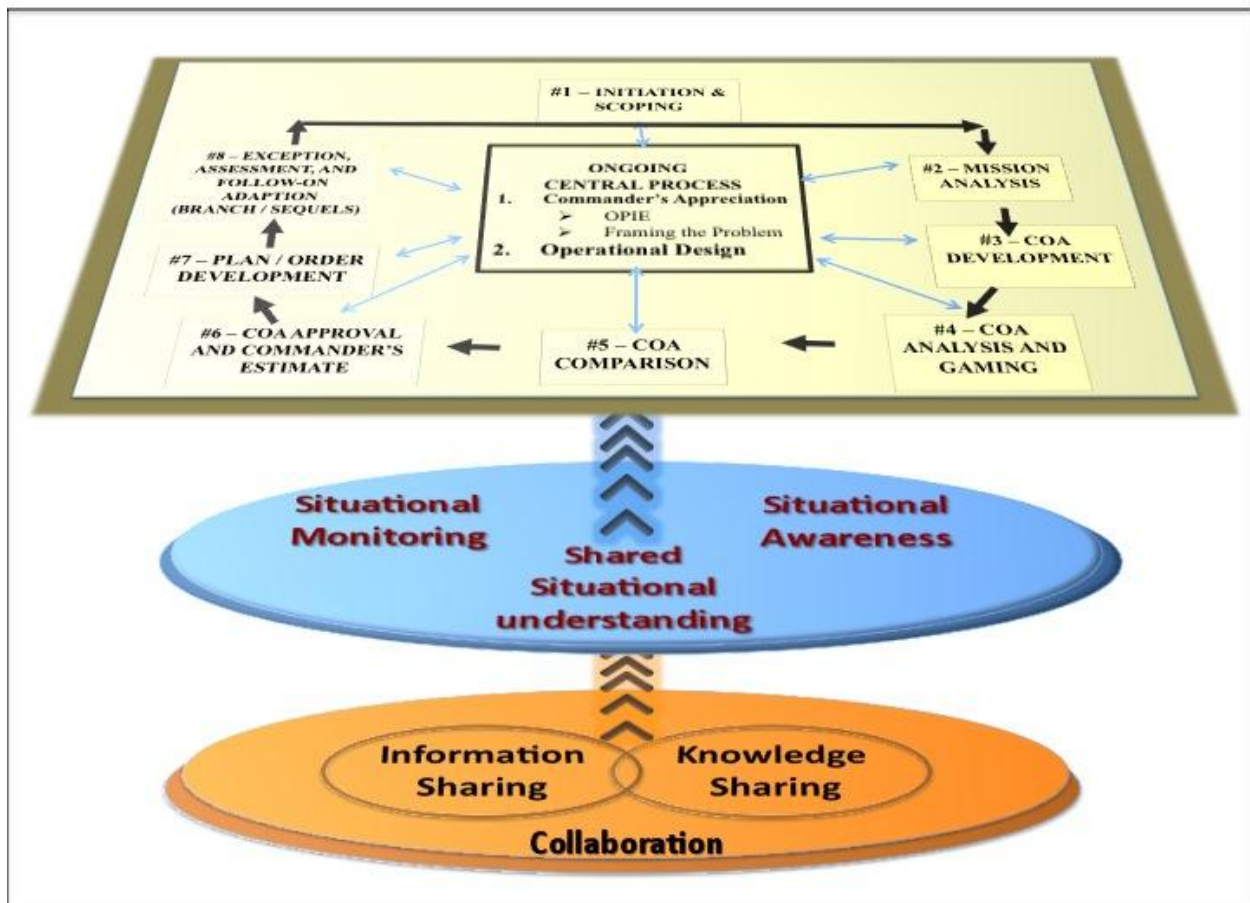 #1 – INITIATION &
SCOPING
#8 – EXCEPTION,
ASSESSMENT, AND
FOLLOW-ON
ADAPTION
(BRANCH / SEQUELS)
ONGOING
CENTRAL PROCESS
1. Commander's Appreciation
➢ OPIE
➢ Framing the Problem
2. Operational Design
#2 – MISSION
ANALYSIS
#3 – COA
DEVELOPMENT
#7 – PLAN / ORDER
DEVELOPMENT
#6 – COA APPROVAL
AND COMMANDER'S
ESTIMATE
#5 – COA
COMPARISON
#4 – COA
ANALYSIS AND
GAMING
Situational
Monitoring
Situational
Awareness
Shared
Situational
understanding
Information
Sharing
Knowledge
Sharing
Collaboration